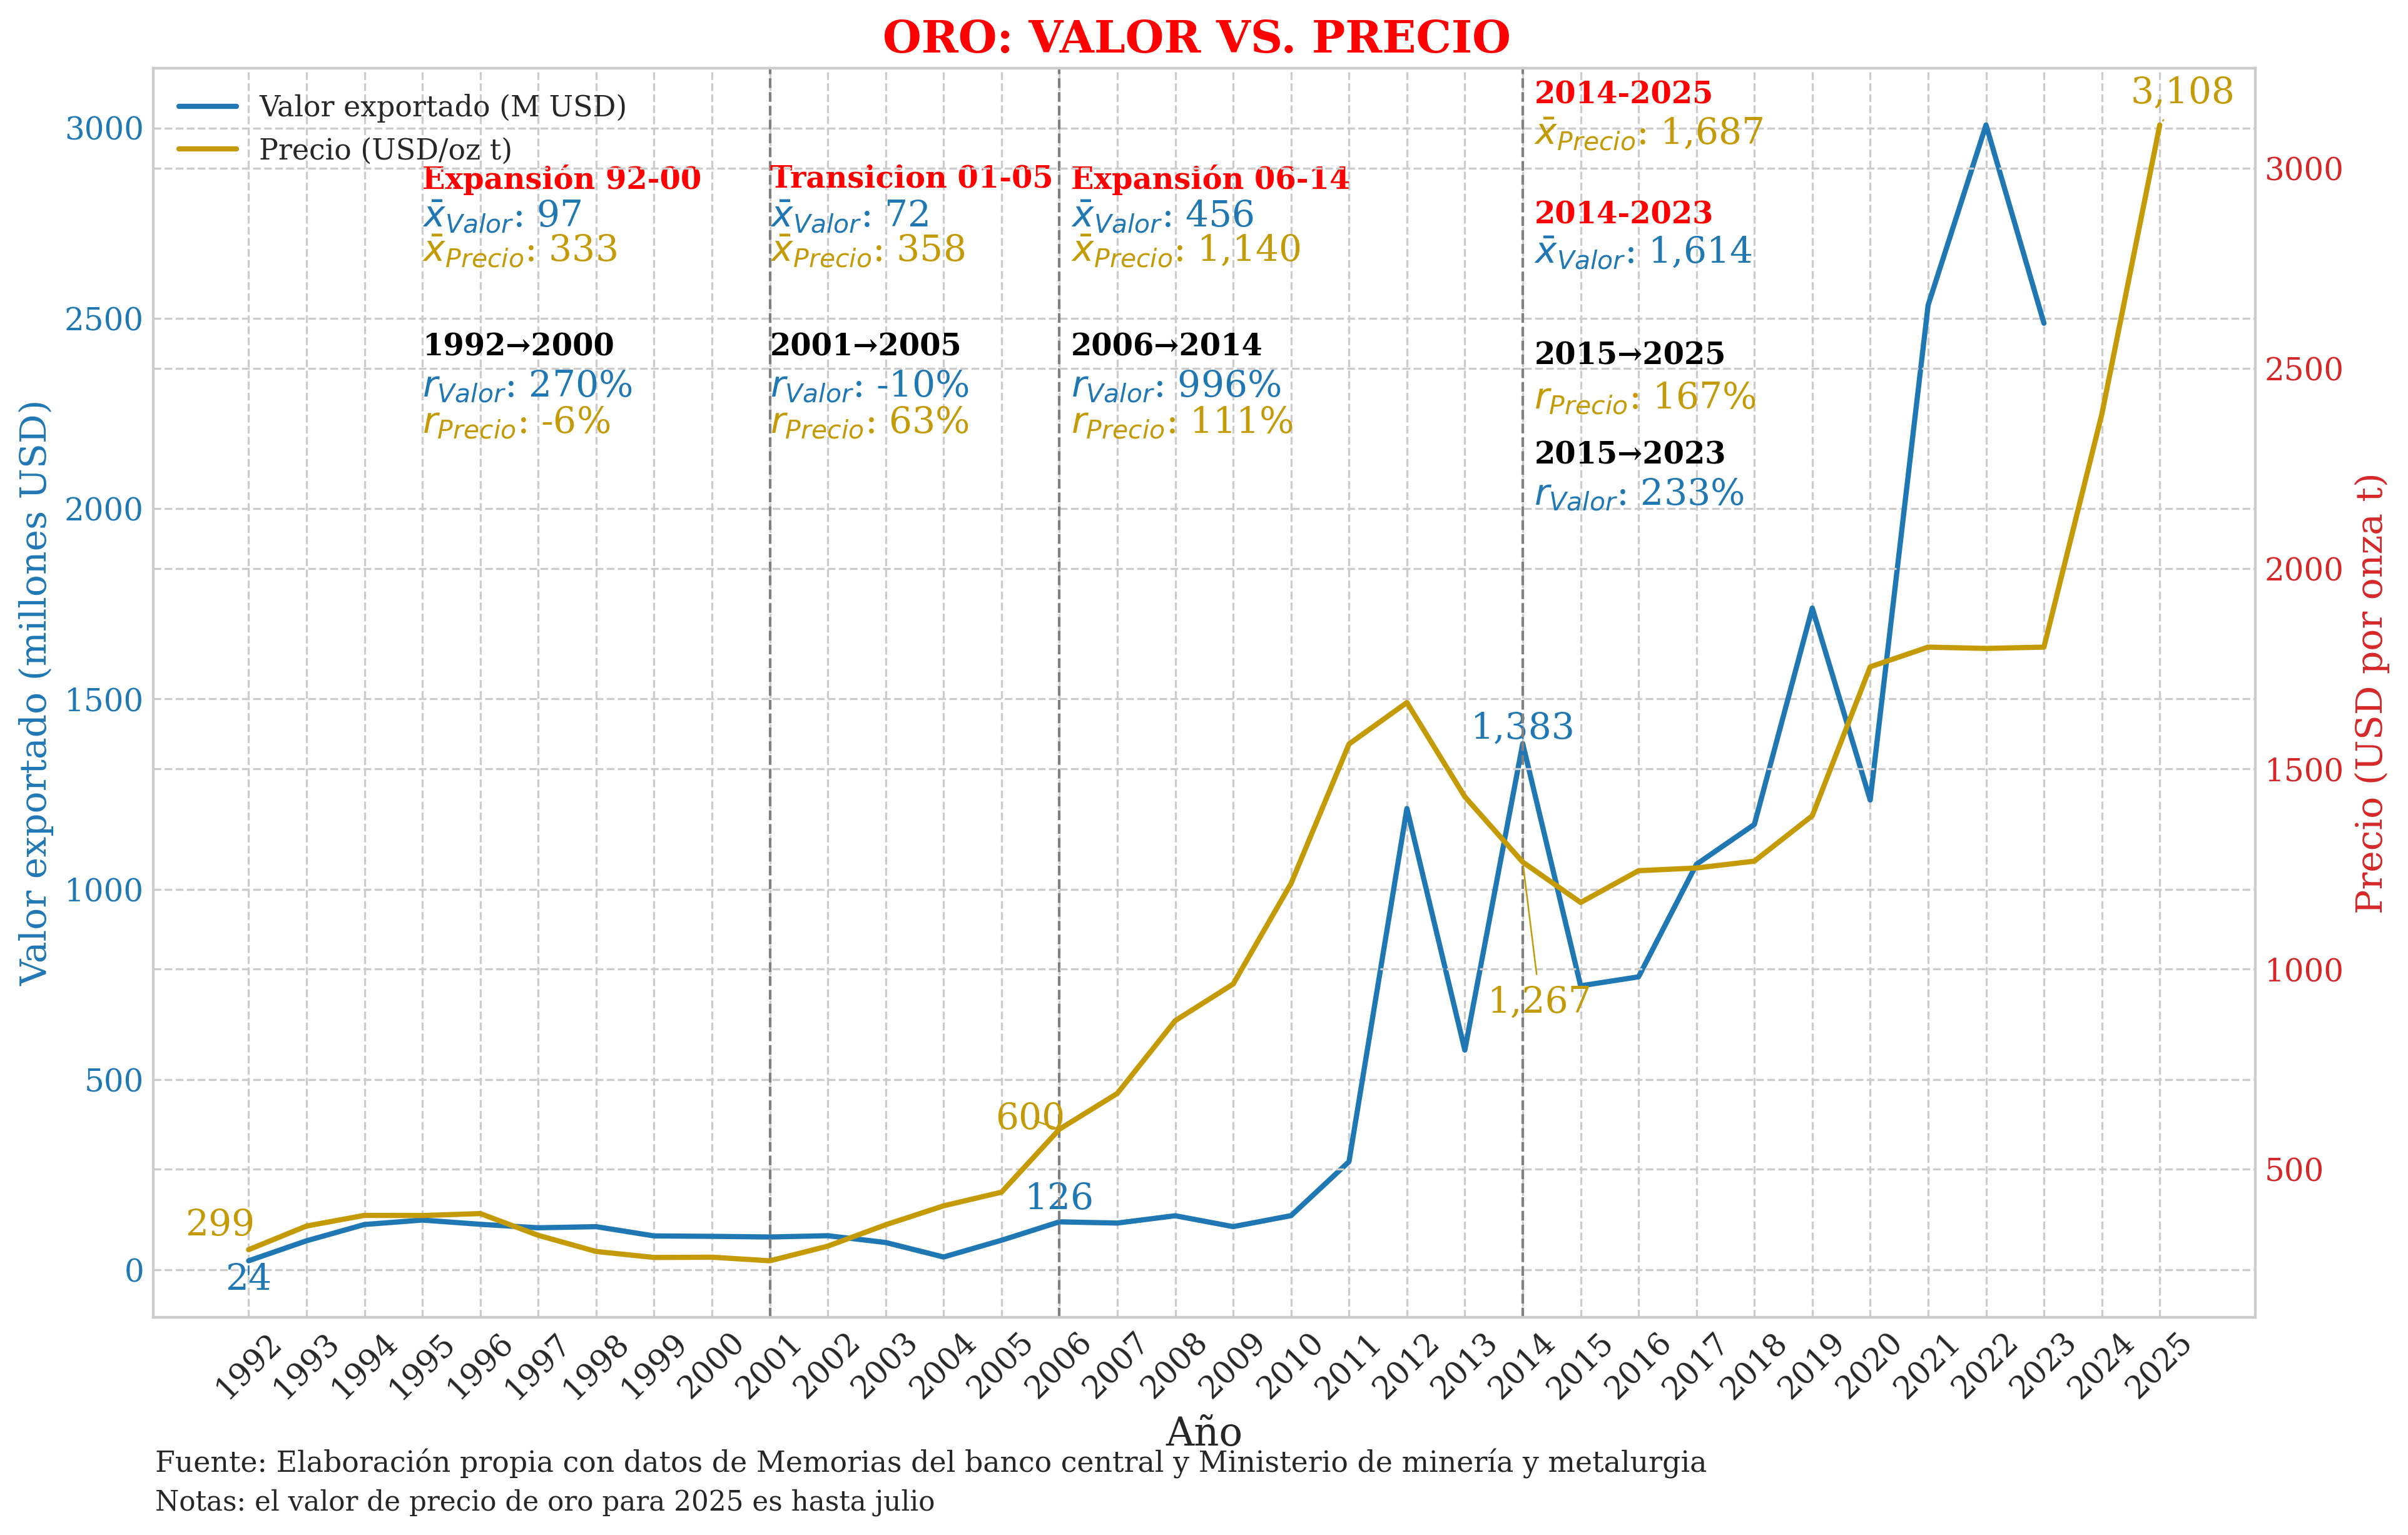 ORO: VALOR VS. PRECIO
Valor exportado (M USD)
Precio (USD/oz t)
Expansión 92-00
x̄Valor: 97
x̄Precio: 333
1992→2000
rValor: 270%
rPrecio: -6%
Transicion 01-05
x̄Valor: 72
x̄Precio: 358
2001→2005
rValor: -10%
rPrecio: 63%
Expansión 06-14
x̄Valor: 456
x̄Precio: 1,140
2006→2014
rValor: 996%
rPrecio: 111%
2014-2025
x̄Precio: 1,687
2014-2023
x̄Valor: 1,614
2015→2025
rPrecio: 167%
2015→2023
rValor: 233%
3,108
1,383
1,267
600
126
299
24
Valor exportado (millones USD)
3000
2500
2000
1500
1000
500
0
Precio (USD por onza t)
3000
2500
2000
1500
1000
500
1992 1993 1994 1995 1996 1997 1998 1999 2000 2001 2002 2003 2004 2005 2006 2007 2008 2009 2010 2011 2012 2013 2014 2015 2016 2017 2018 2019 2020 2021 2022 2023 2024 2025
Año
Fuente: Elaboración propia con datos de Memorias del banco central y Ministerio de minería y metalurgia
Notas: el valor de precio de oro para 2025 es hasta julio